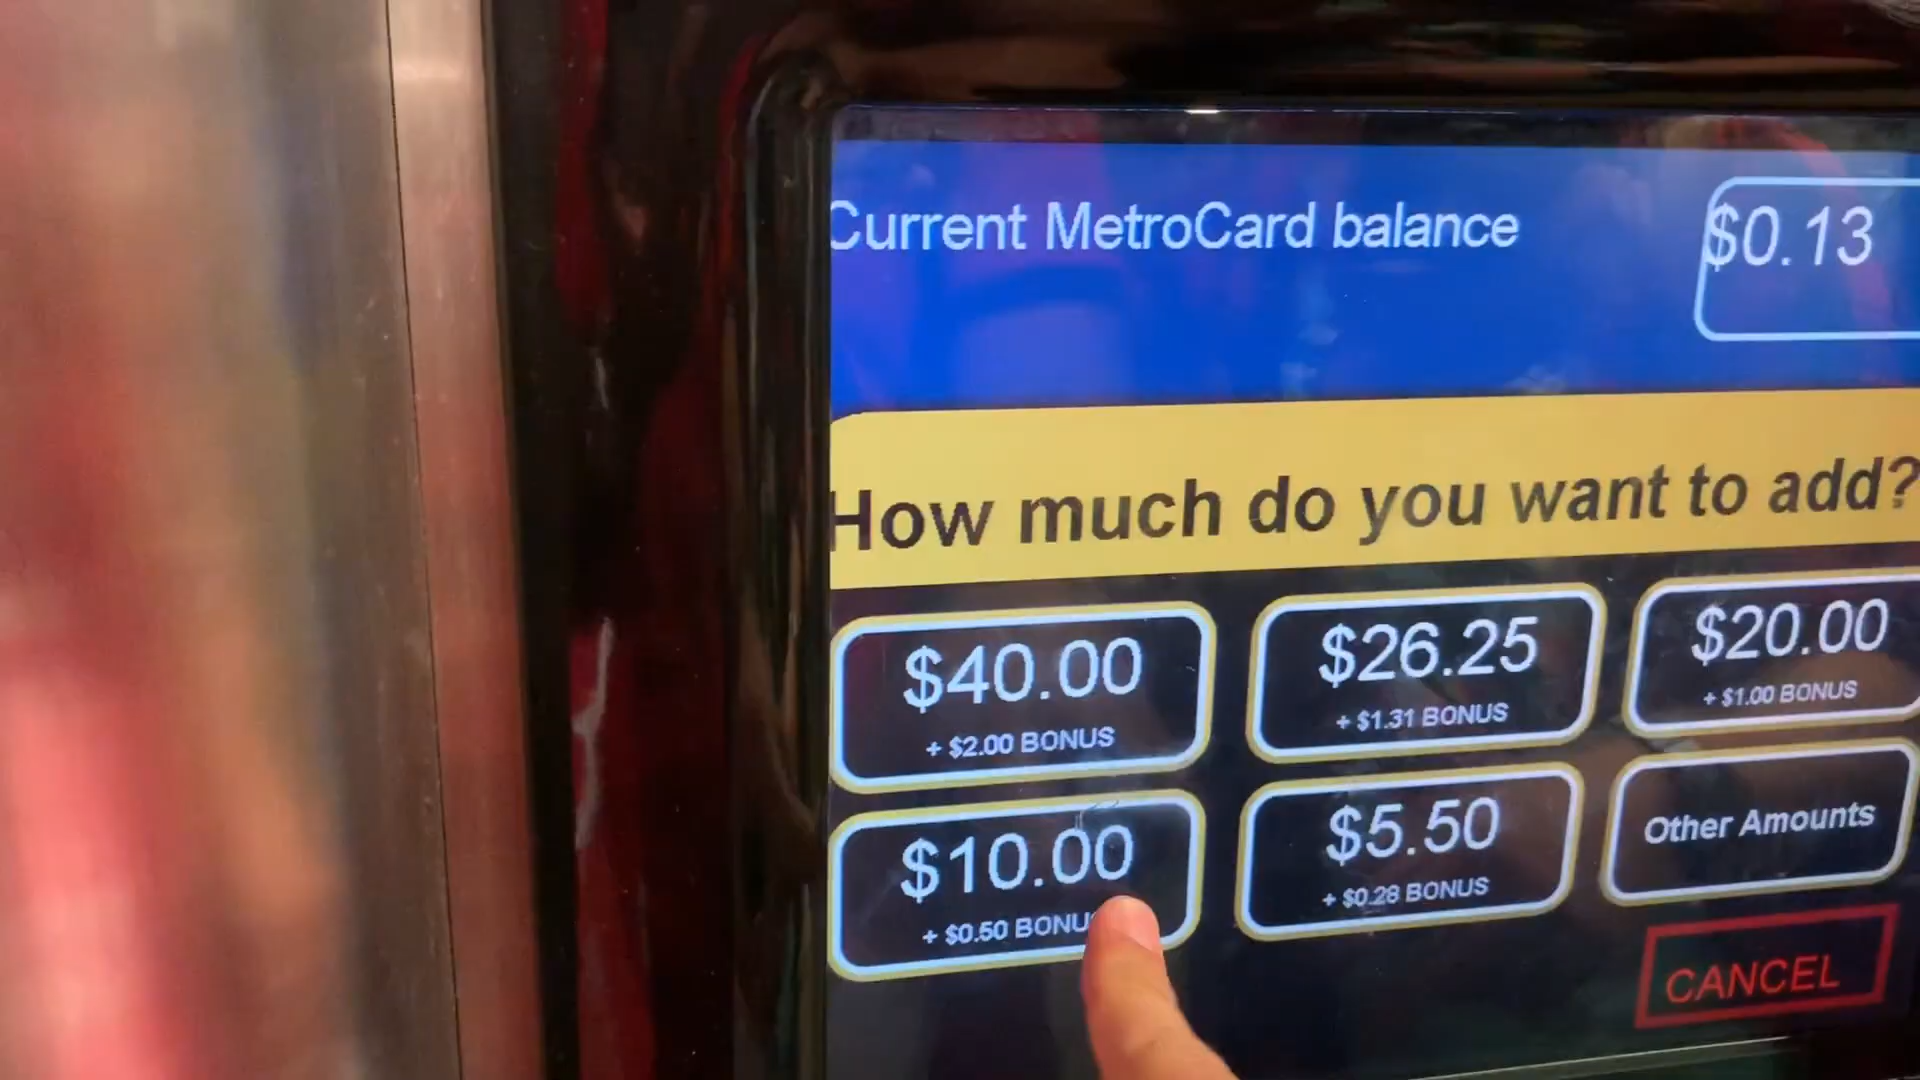 Current MetroCard balance
$0.13
How much do you want to add?
$40.00
+ $2.00 BONUS
$26.25
+ $1.31 BONUS
$20.00
+ $1.00 BONUS
$10.00
+ $0.50 BONUS
$5.50
+ $0.28 BONUS
Other Amounts
CANCEL